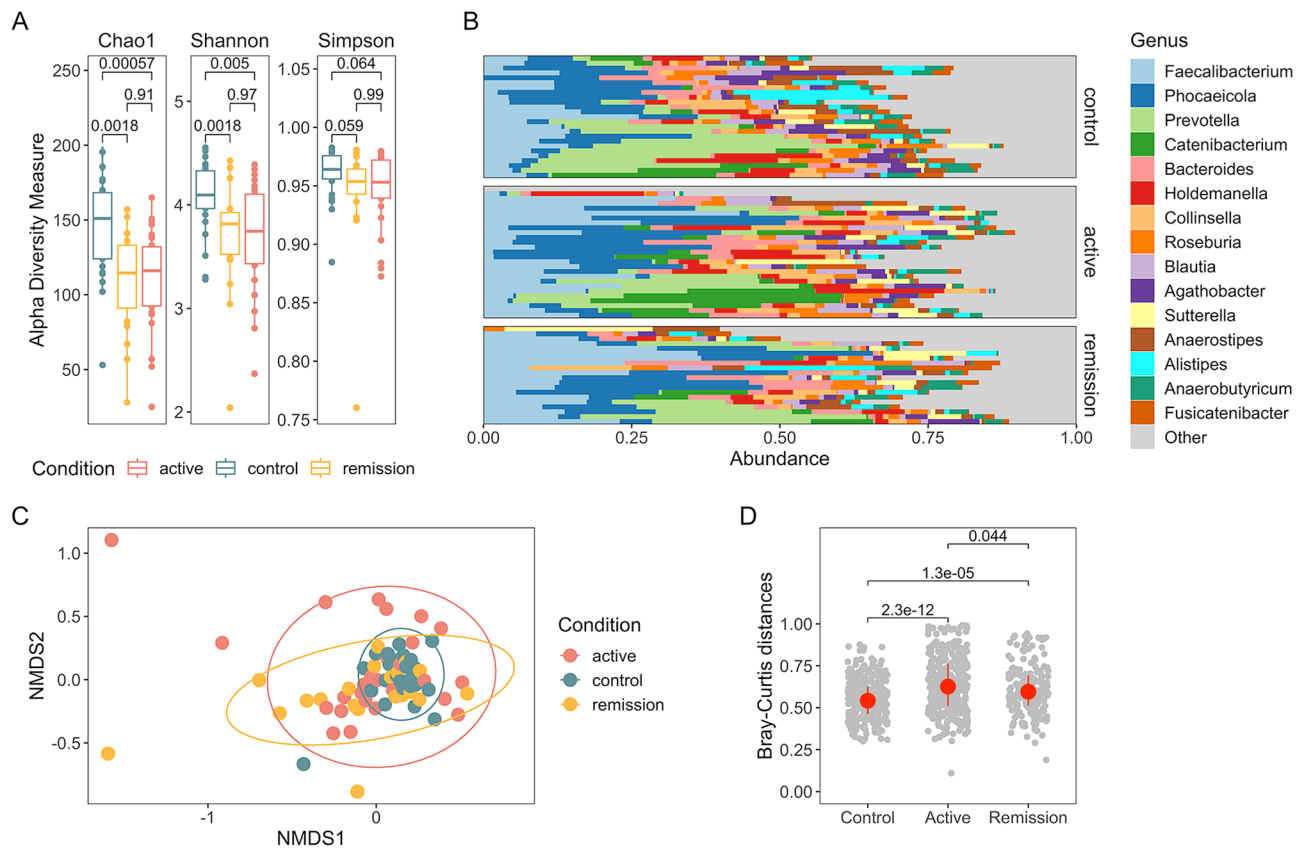 A
Chao1
Shannon
Simpson
0.00057
0.91
0.0018
0.005
0.97
0.0018
0.064
0.99
0.059
250
200
150
100
50
5
4
3
2
1.05
1.00
0.95
0.90
0.85
0.80
0.75
Alpha Diversity Measure
Condition active control remission
B
control
active
remission
0.00 0.25 0.50 0.75 1.00
Abundance
Genus
Faecalibacterium
Phocaeicola
Prevotella
Catenibacterium
Bacteroides
Holdemanella
Collinsella
Roseburia
Blautia
Agathobacter
Sutterella
Anaerostipes
Alistipes
Anaerobutyricum
Fusicatenibacter
Other
C
1.0
0.5
0.0
-0.5
NMDS2
-1 0
NMDS1
Condition
active
control
remission
D
0.044
1.3e-05
2.3e-12
1.00
0.75
0.50
0.25
0.00
Bray-Curtis distances
Control Active Remission